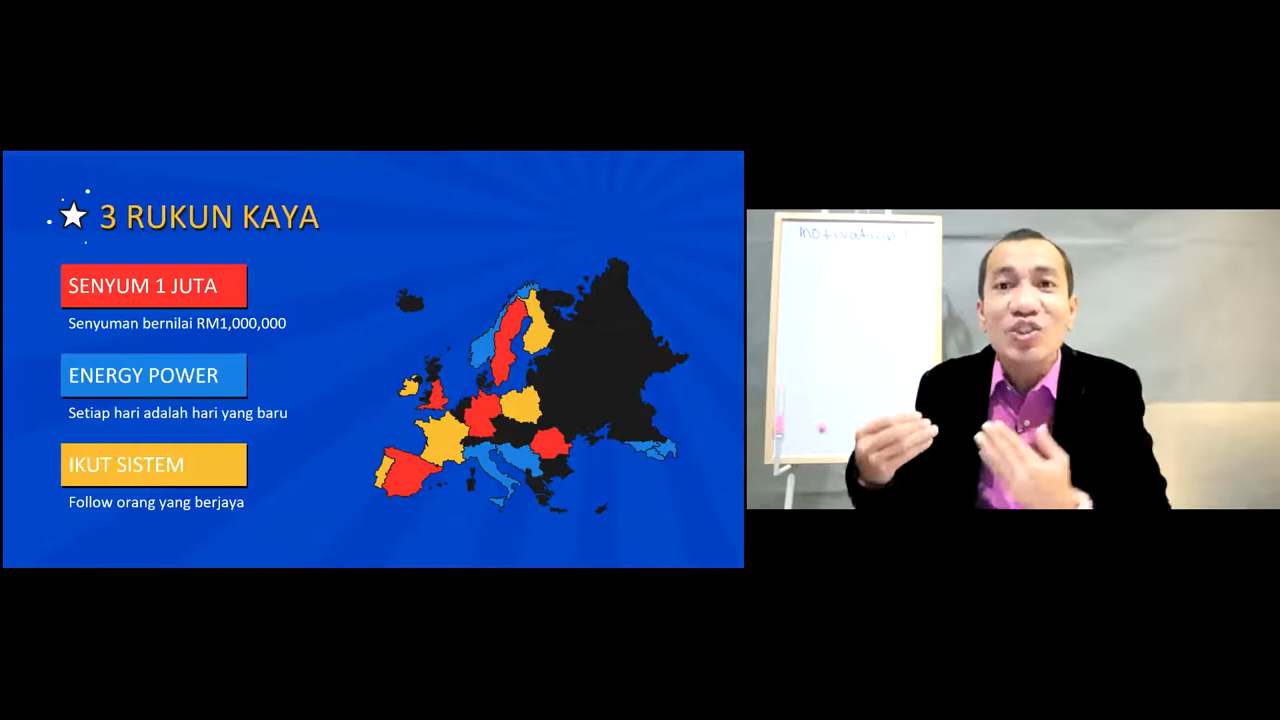 3 RUKUN KAYA
SENYUM 1 JUTA
Senyuman bernilai RM1,000,000
ENERGY POWER
Setiap hari adalah hari yang baru
IKUT SISTEM
Follow orang yang berjaya
motivation